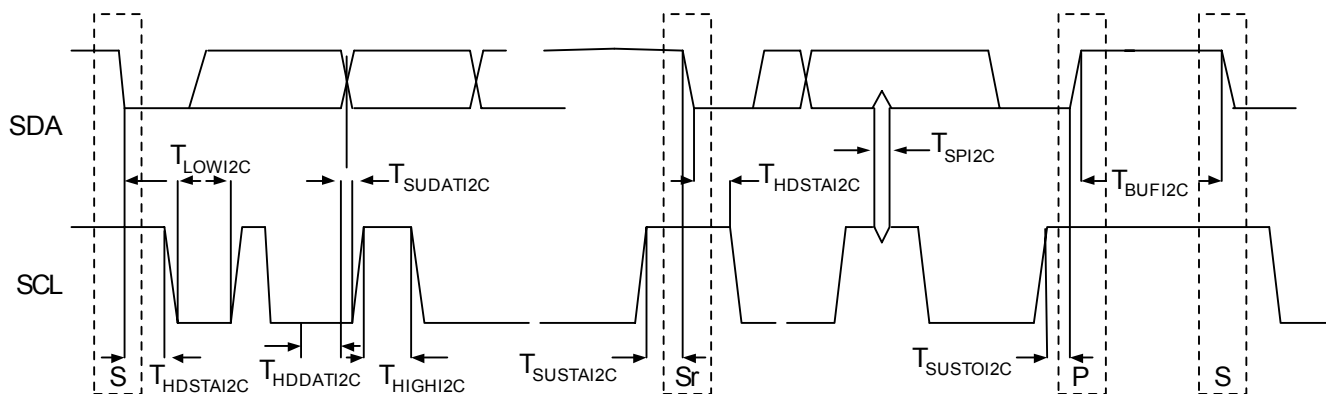 SDA
T_LOWI2C
T_SUDATI2C
T_HDSTAI2C
T_SPI2C
T_BUFI2C
SCL
S
T_HDSTAI2C
T_HDDATI2C
T_HIGHI2C
T_SUSTAI2C
Sr
T_SUSTOI2C
P
S